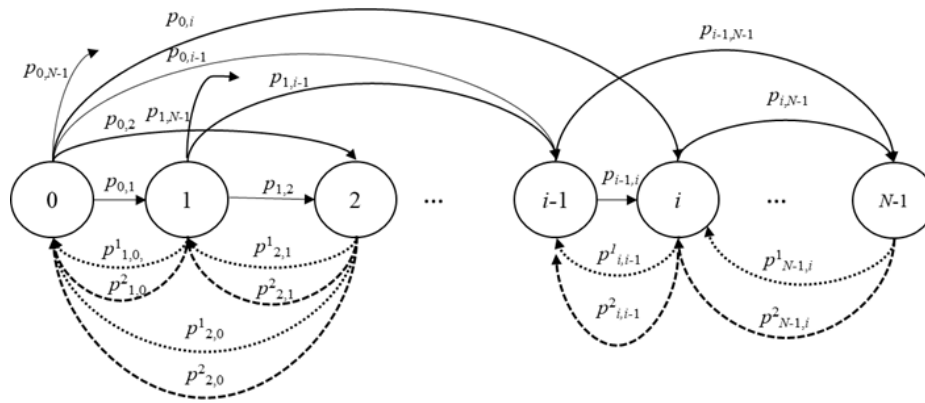 p0,i
pi-1,N-1
p0,N-1
p0,i-1
p1,i-1
p0,2
p1,N-1
pi,N-1
p0,1
p1,2
pi-1,i
0
1
2
...
i-1
i
...
N-1
p¹1,0,
p¹2,1
p¹i,i-1
p¹N-1,i
p²1,0
p²2,1
p²i,i-1
p²N-1,i
p¹2,0
p²2,0